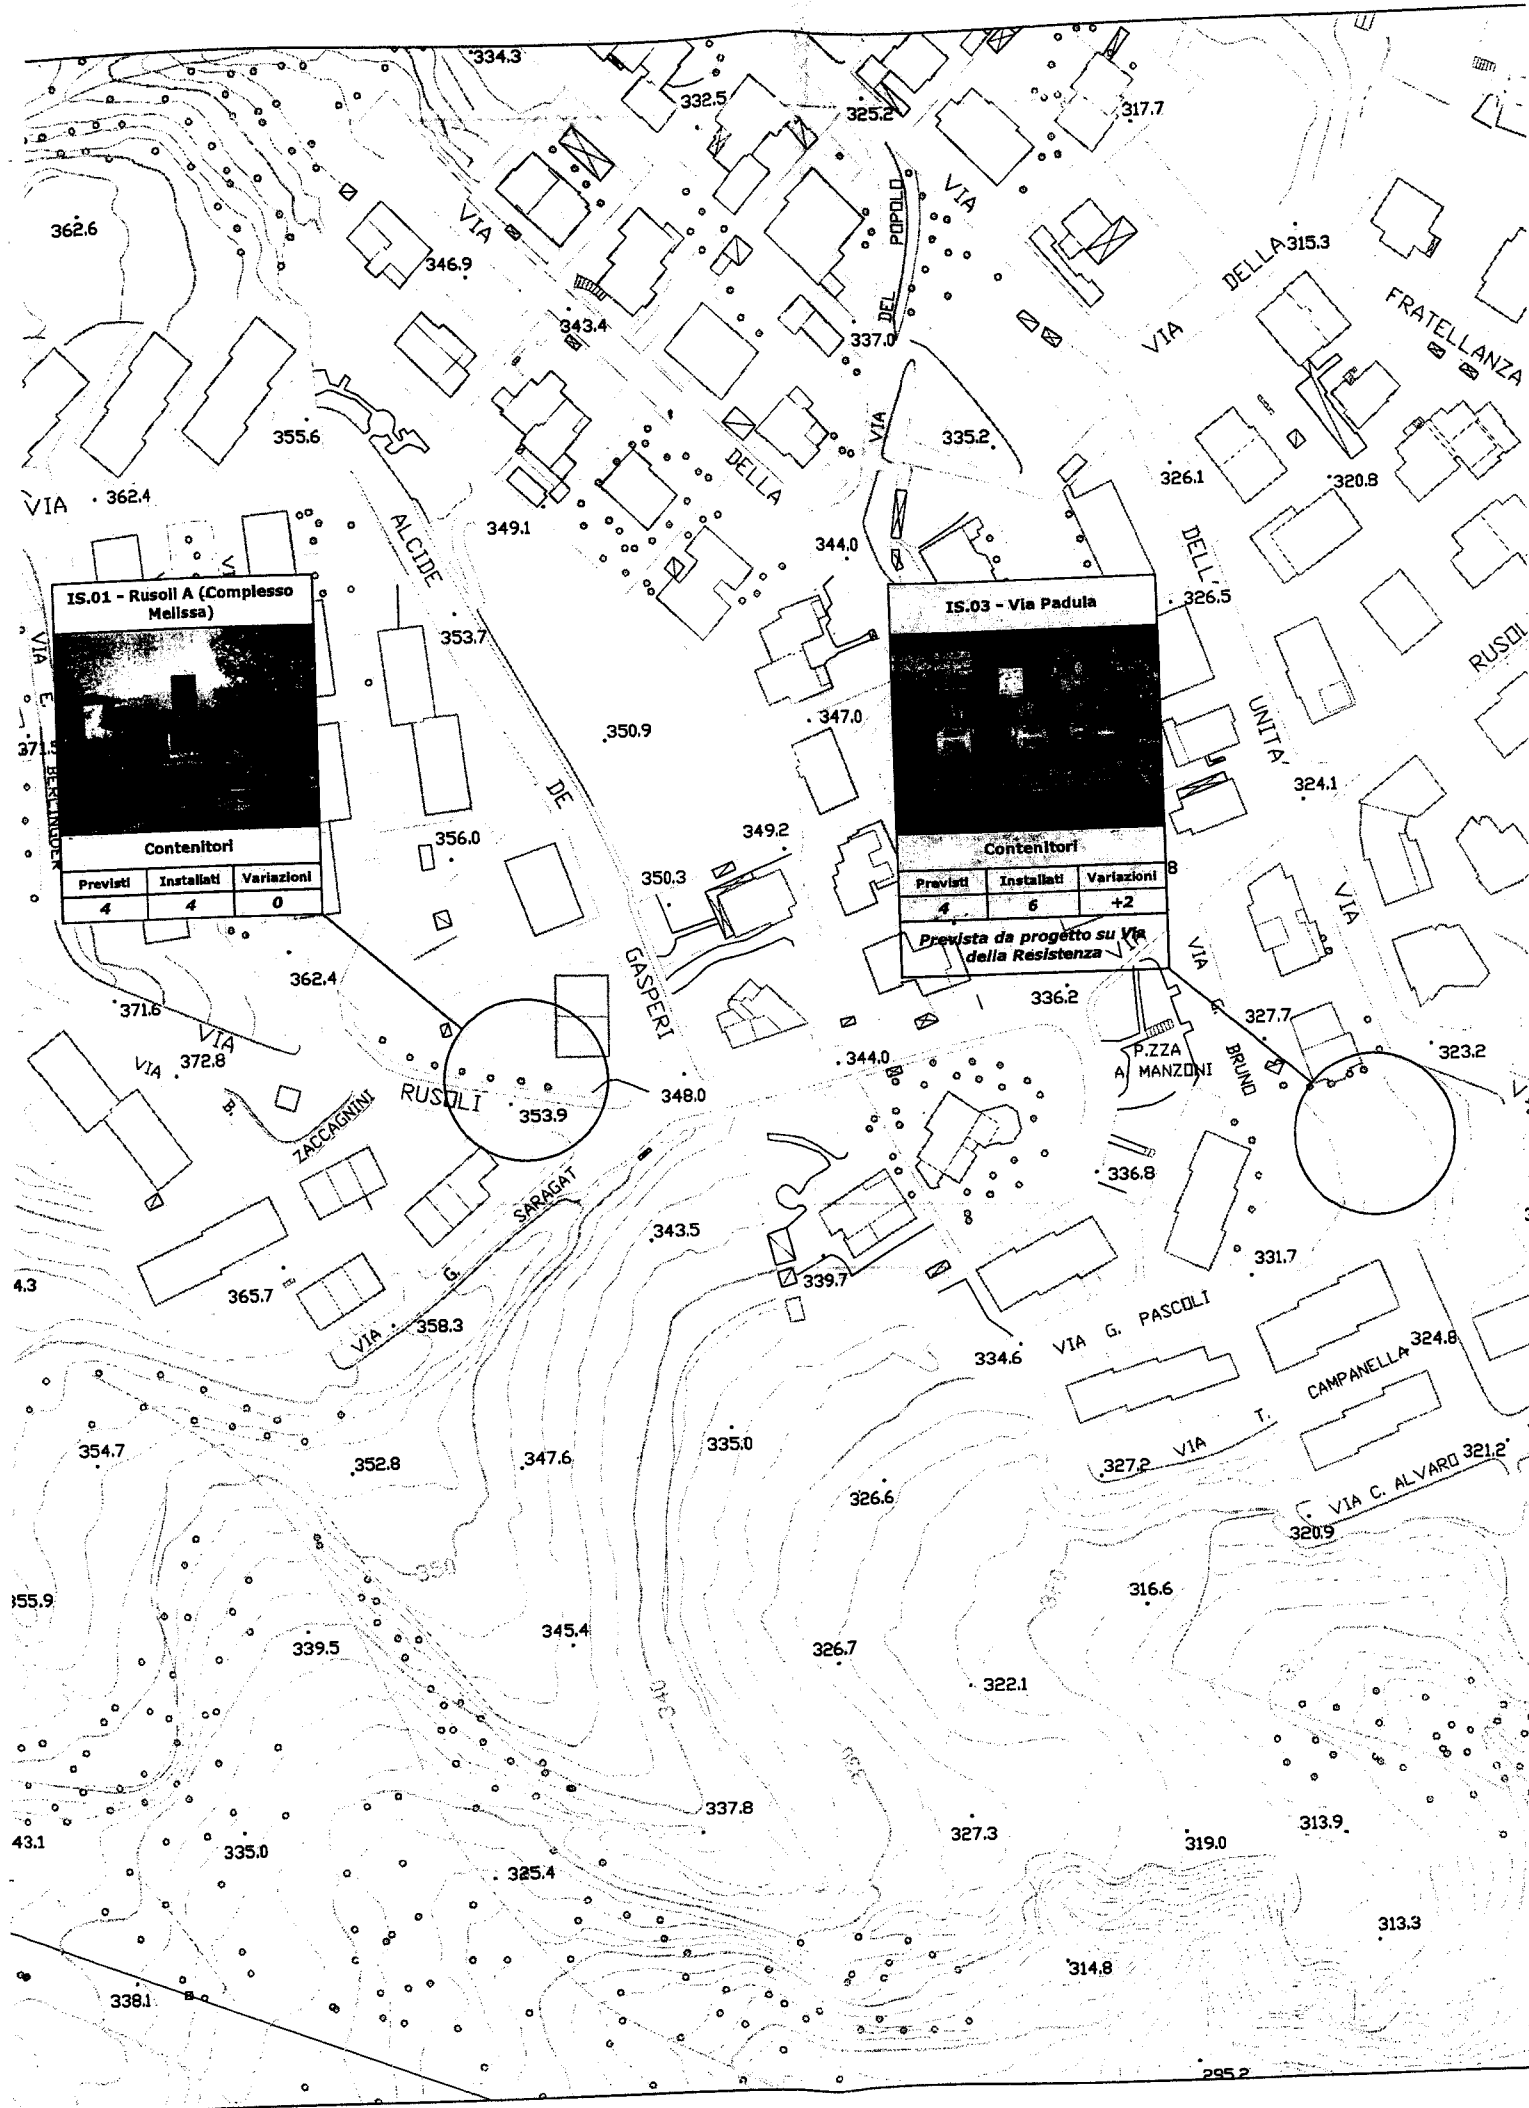 334.3
332.5
325.2
317.7
362.6
VIA
346.9
POPOLO
VIA
DELLA
315.3
343.4
DEL
337.0
VIA
FRATELLANZA
355.6
VIA
335.2
DELLA
326.1
320.8
VIA
362.4
349.1
ALCIDE
344.0
DELL'
326.5
IS.01 - Rusoli A (Complesso
Melissa)
IS.03 - Via Padula
353.7
VIA E.
BERLINGUER
347.0
350.9
UNITA'
324.1
DE
356.0
349.2
350.3
Contenitori
Previsti Installati Variazioni
4 4 0
Contenitori
Previsti Installati Variazioni
4 6 +2
Prevista da progetto su Via
della Resistenza
8
VIA
362.4
GASPERI
VIA G.
BRUNO
336.2
327.7
371.6
VIA
VIA
372.8
344.0
P.ZZA
A. MANZONI
323.2
B.
ZACCAGNINI
RUSOLI
353.9
348.0
336.8
SARAGAT
343.5
331.7
4.3
365.7
G.
339.7
VIA
358.3
334.6
VIA G. PASCOLI
324.8
CAMPANELLA
T.
VIA
354.7
352.8
347.6
335.0
327.2
321.2
326.6
VIA C. ALVARO
320.9
350
316.6
355.9
339.5
345.4
326.7
322.1
340
337.8
327.3
319.0
313.9
43.1
335.0
325.4
313.3
314.8
338.1
295.2